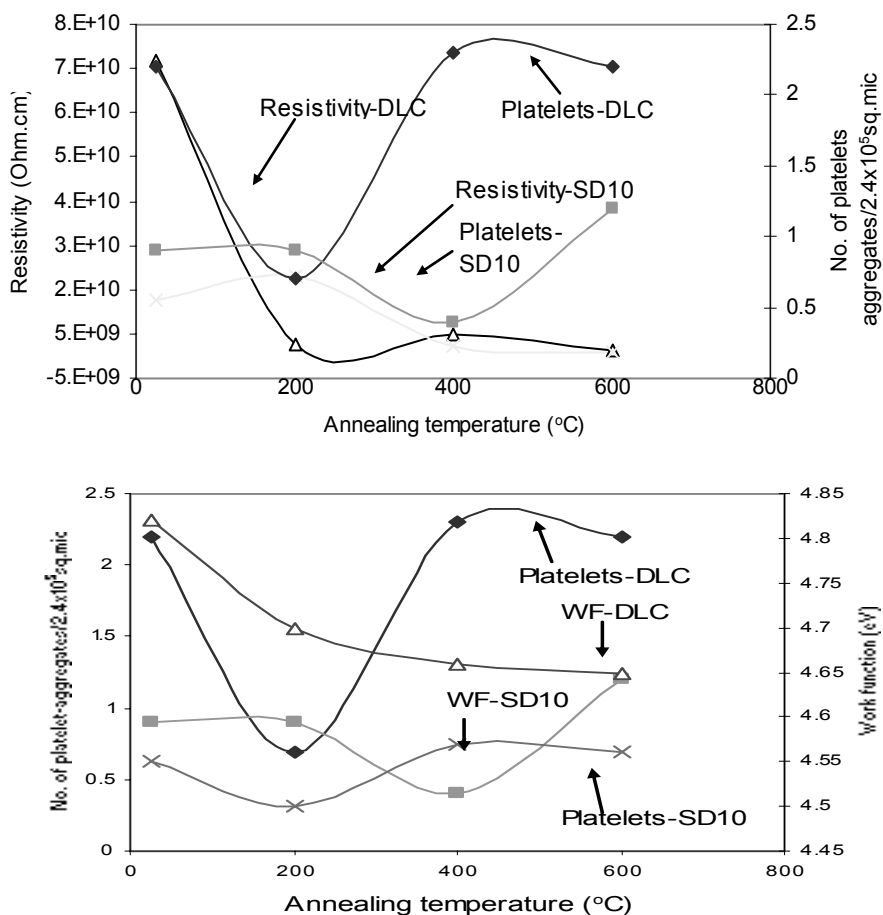 8.E+10
7.E+10
6.E+10
5.E+10
4.E+10
3.E+10
2.E+10
5.E+09
-5.E+09
Resistivity (Ohm.cm)
Resistivity-DLC
Platelets-DLC
Resistivity-SD10
Platelets-
SD10
2.5
2
1.5
1
0.5
0
No. of platelets
aggregates/2.4x10⁵sq.mic
0
200
400
600
800
Annealing temperature (°C)
2.5
2
1.5
1
0.5
0
No. of platelet-aggregates/2.4x10⁵sq.mic
Platelets-DLC
WF-DLC
WF-SD10
Platelets-SD10
4.85
4.8
4.75
4.7
4.65
4.6
4.55
4.5
4.45
Work function (eV)
0
200
400
600
800
Annealing temperature (°C)